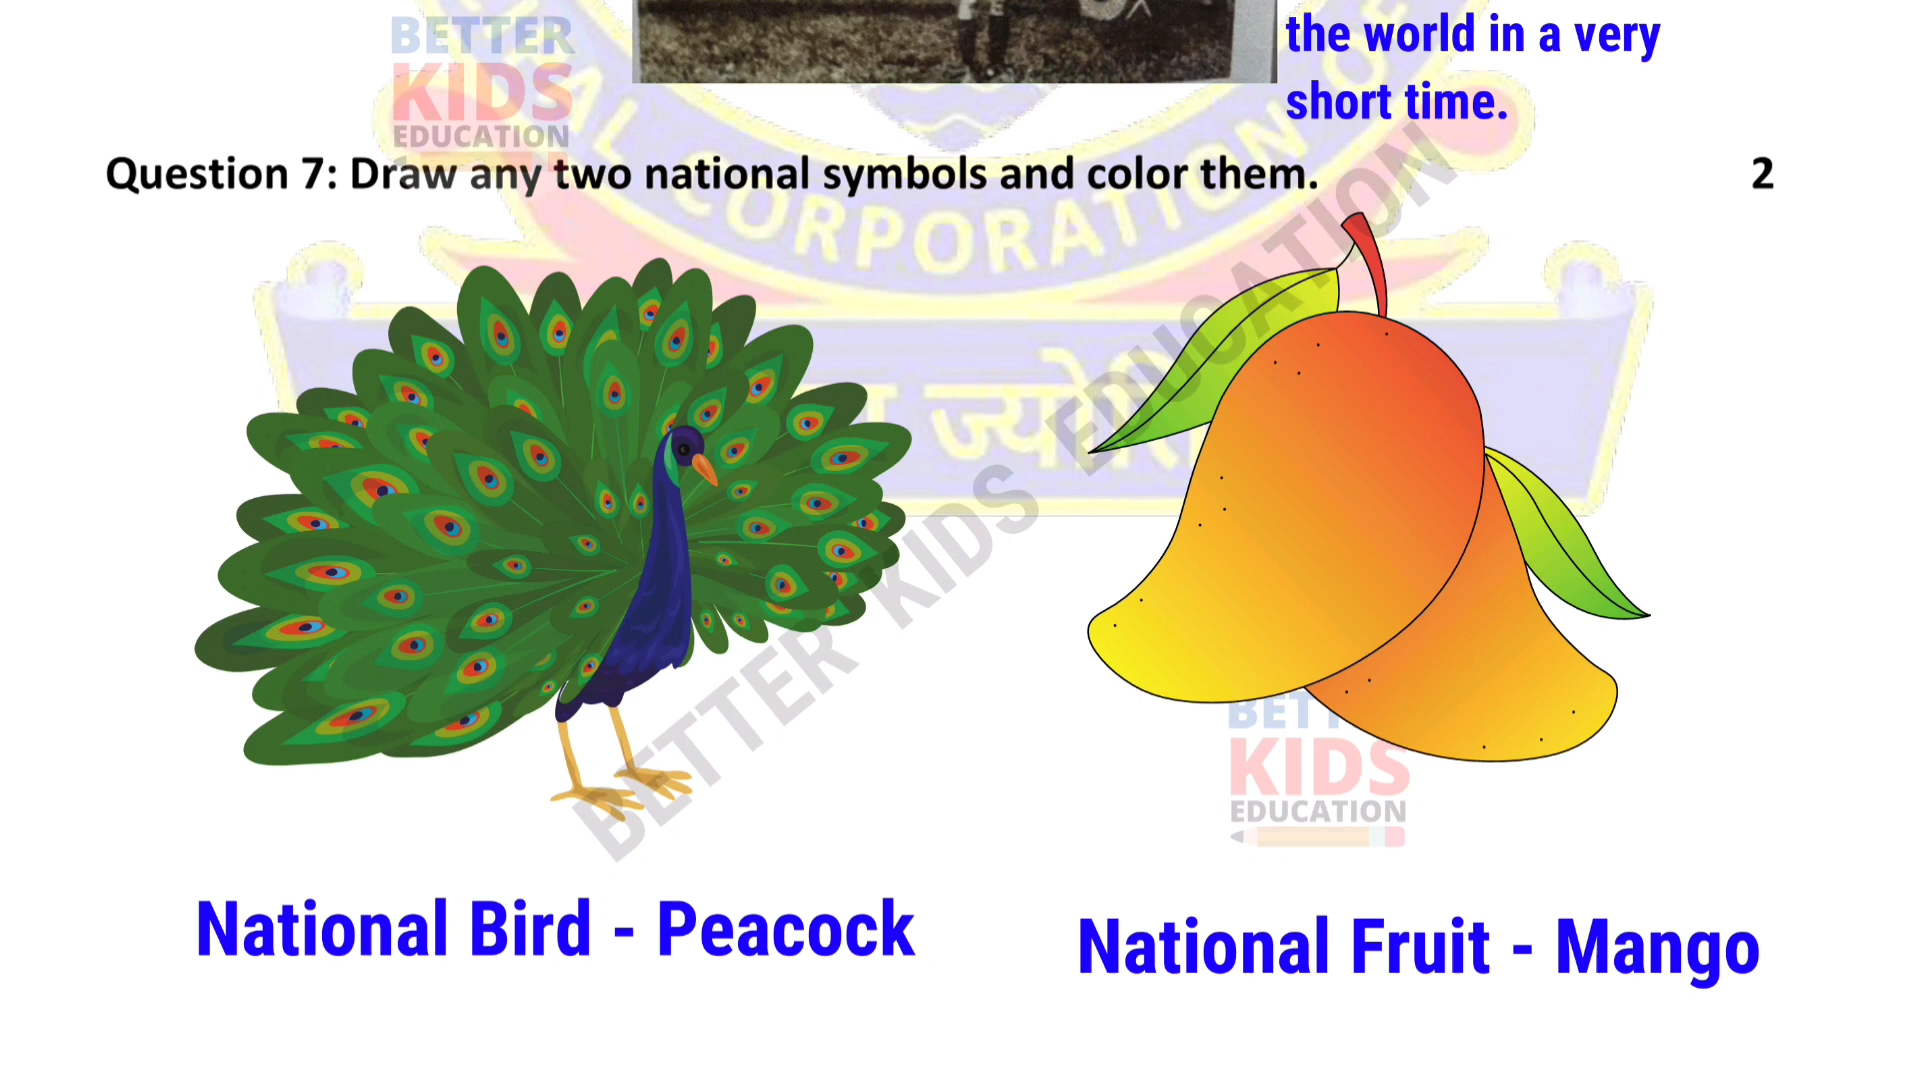 BETTER
KIDS
EDUCATION
the world in a very
short time.
Question 7: Draw any two national symbols and color them. 2
CORPORATION OF
ज्यो
BETTER KIDS EDUCATION
KIDS
EDUCATION
National Bird - Peacock
National Fruit - Mango